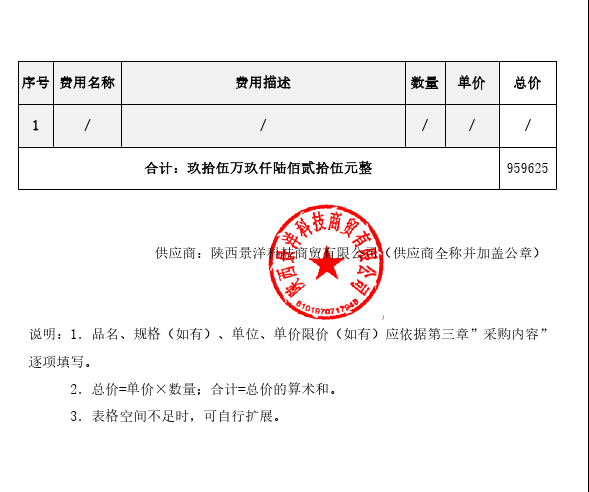 序号 费用名称 费用描述 数量 单价 总价
1 / / / / /
合计：玖拾伍万玖仟陆佰贰拾伍元整 959625
供应商：陕西景洋科技商贸有限公司（供应商全称并加盖公章）
陕西景洋科技商贸有限公司
6101970717948
说明：1．品名、规格（如有）、单位、单价限价（如有）应依据第三章”采购内容”
逐项填写。
2．总价=单价×数量；合计=总价的算术和。
3．表格空间不足时，可自行扩展。